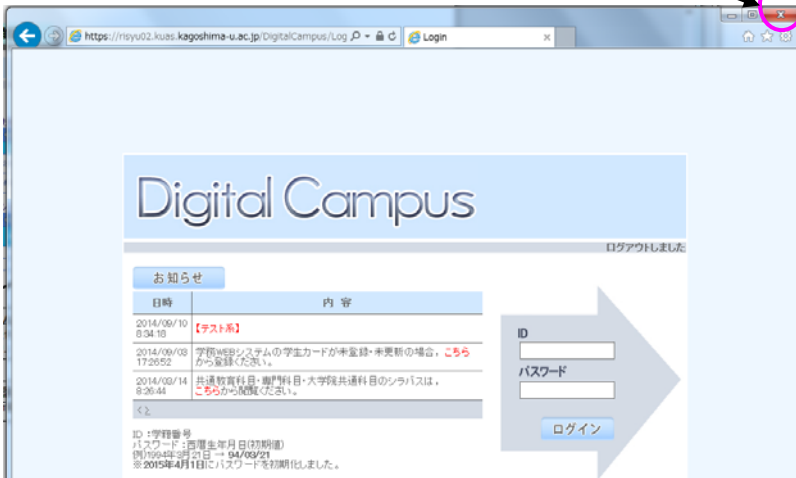 https://risyu02.kuas.kagoshima-u.ac.jp/DigitalCampus/Log
Login
Digital Campus
ログアウトしました
お知らせ
日時 内 容
2014/09/10 8:34:18 【テスト系】
2014/09/03 17:26:52 学務WEBシステムの学生カードが未登録・未更新の場合，こちら
から登録ください。
2014/03/14 8:26:44 共通教育科目・専門科目・大学院共通科目のシラバスは，
こちらから閲覧ください。
ID
パスワード
ログイン
ID ：学籍番号
パスワード：西暦生年月日(初期値)
例)1994年3月21日 → 94/03/21
※2015年4月1日にパスワードを初期化しました。